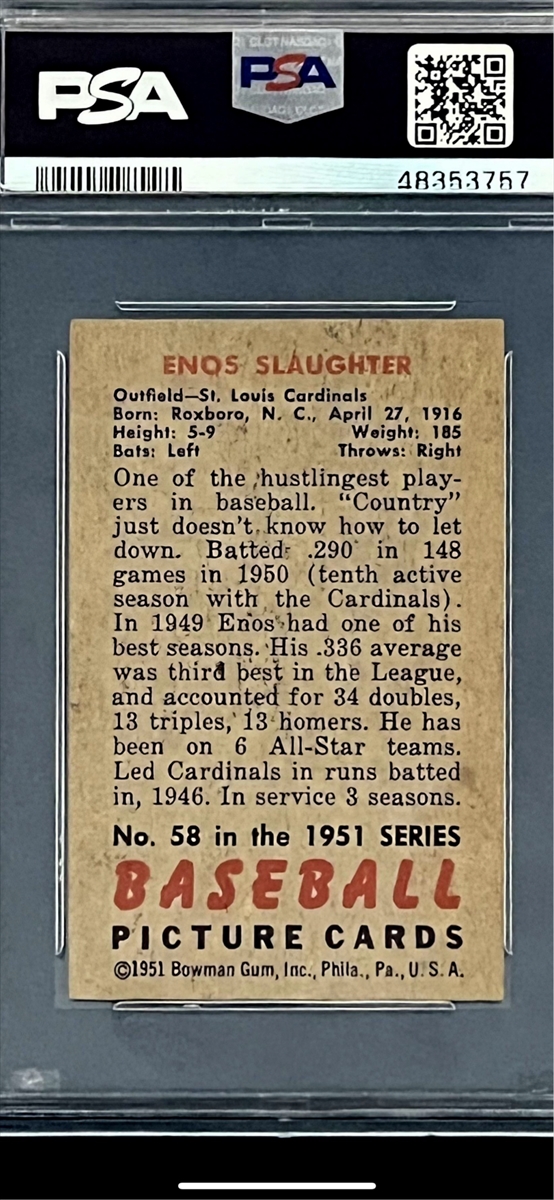 PSA
PSA
48353757
ENOS SLAUGHTER
Outfield—St. Louis Cardinals
Born: Roxboro, N. C., April 27, 1916
Height: 5-9 Weight: 185
Bats: Left Throws: Right
One of the hustlingest play-
ers in baseball. "Country"
just doesn't know how to let
down. Batted .290 in 148
games in 1950 (tenth active
season with the Cardinals).
In 1949 Enos had one of his
best seasons. His .336 average
was third best in the League,
and accounted for 34 doubles,
13 triples, 13 homers. He has
been on 6 All-Star teams.
Led Cardinals in runs batted
in, 1946. In service 3 seasons.
No. 58 in the 1951 SERIES
BASEBALL
PICTURE CARDS
©1951 Bowman Gum, Inc., Phila., Pa., U. S. A.